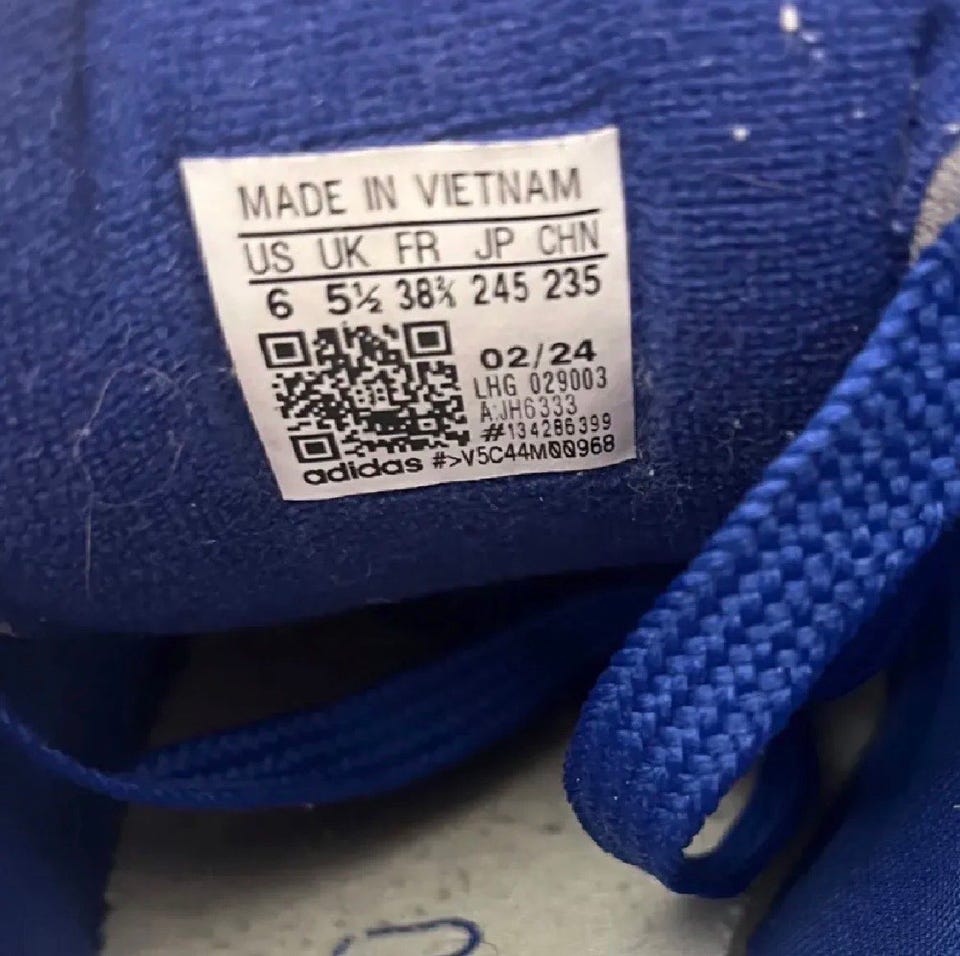 MADE IN VIETNAM
US UK FR JP CHN
6 5½ 38⅔ 245 235
02/24
LHG 029003
A:JH6333
#134286399
adidas #>V5C44M00968